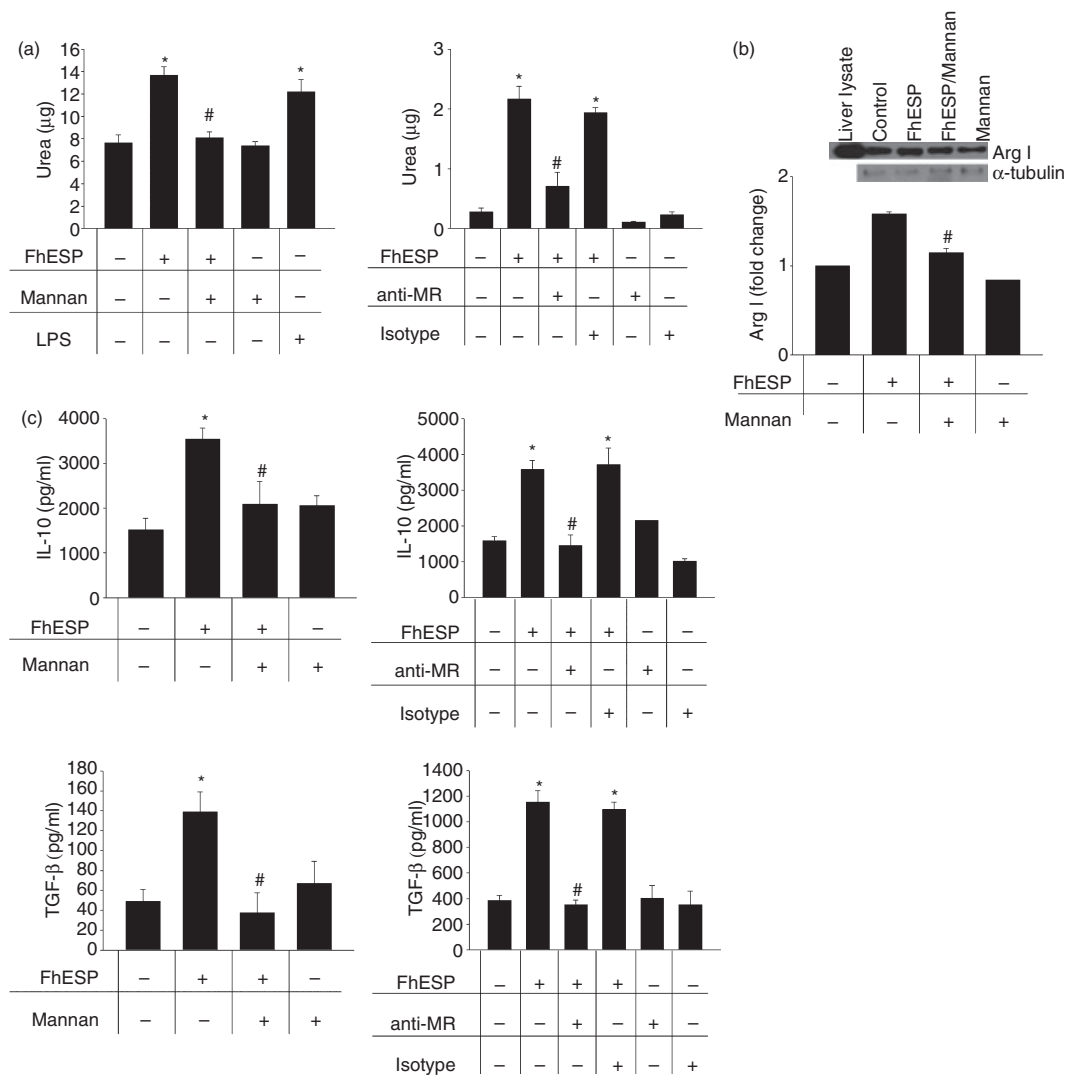 (a)
16
14
12
10
8
6
4
2
0
Urea (µg)
* # *
FhESP – + + – –
Mannan – – + + –
LPS – – – – +
3
2
1
0
Urea (µg)
* # *
FhESP – + + + – –
anti-MR – – + – + –
Isotype – – – + – +
(b)
Liver lysate
Control
FhESP
FhESP/Mannan
Mannan
Arg I
α-tubulin
2
1
0
Arg I (fold change)
#
FhESP – + + –
Mannan – – + +
(c)
4000
3000
2000
1000
0
IL-10 (pg/ml)
* #
FhESP – + + –
Mannan – – + +
5000
4000
3000
2000
1000
0
IL-10 (pg/ml)
* # *
FhESP – + + + – –
anti-MR – – + – + –
Isotype – – – + – +
180
160
140
120
100
80
60
40
20
0
TGF-β (pg/ml)
* #
FhESP – + + –
Mannan – – + +
1400
1200
1000
800
600
400
200
0
TGF-β (pg/ml)
* # *
FhESP – + + + – –
anti-MR – – + – + –
Isotype – – – + – +